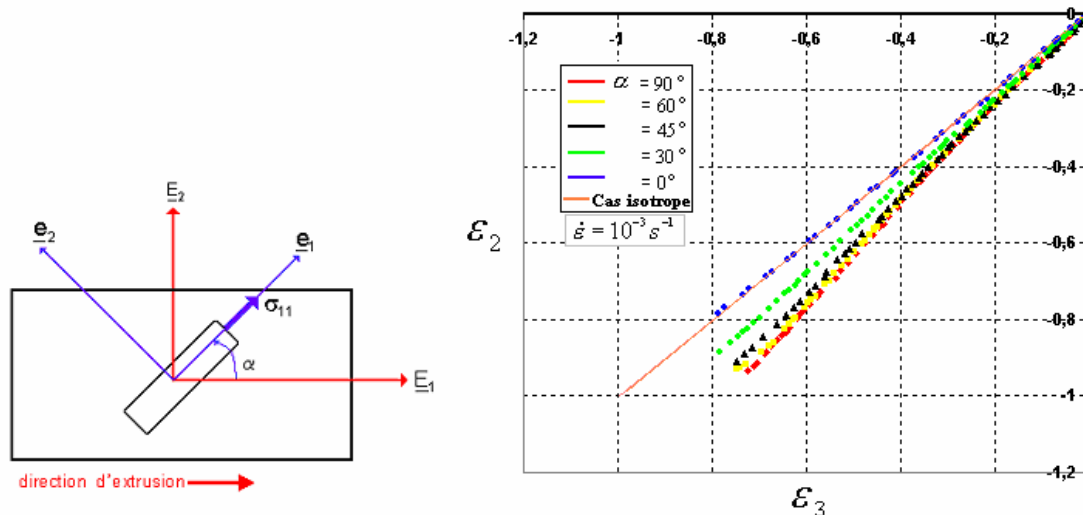 E2
e2
e1
σ11
α
E1
direction d'extrusion
-1,2
-1
-0,8
-0,6
-0,4
-0,2
0
α = 90°
= 60°
= 45°
= 30°
= 0°
Cas isotrope
ε̇ = 10⁻³ s⁻¹
ε2
-0,2
-0,4
-0,6
-0,8
-1
-1,2
ε3